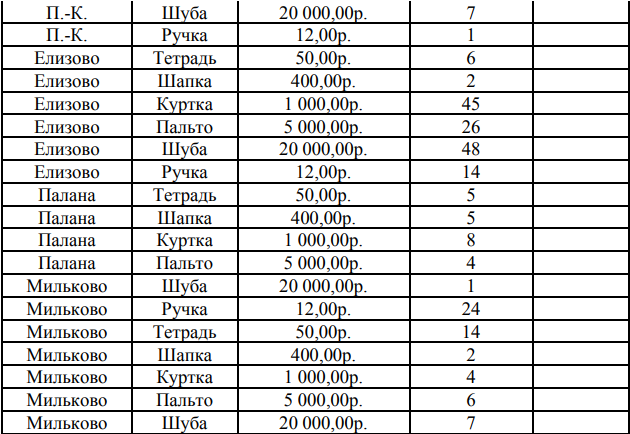 П.-К. Шуба 20 000,00р. 7
П.-К. Ручка 12,00р. 1
Елизово Тетрадь 50,00р. 6
Елизово Шапка 400,00р. 2
Елизово Куртка 1 000,00р. 45
Елизово Пальто 5 000,00р. 26
Елизово Шуба 20 000,00р. 48
Елизово Ручка 12,00р. 14
Палана Тетрадь 50,00р. 5
Палана Шапка 400,00р. 5
Палана Куртка 1 000,00р. 8
Палана Пальто 5 000,00р. 4
Мильково Шуба 20 000,00р. 1
Мильково Ручка 12,00р. 24
Мильково Тетрадь 50,00р. 14
Мильково Шапка 400,00р. 2
Мильково Куртка 1 000,00р. 4
Мильково Пальто 5 000,00р. 6
Мильково Шуба 20 000,00р. 7